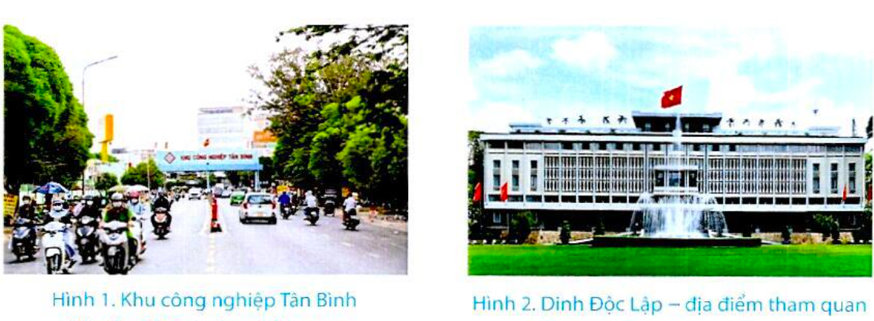 KHU CÔNG NGHIỆP TÂN BÌNH
Hình 1. Khu công nghiệp Tân Bình
Hình 2. Dinh Độc Lập – địa điểm tham quan